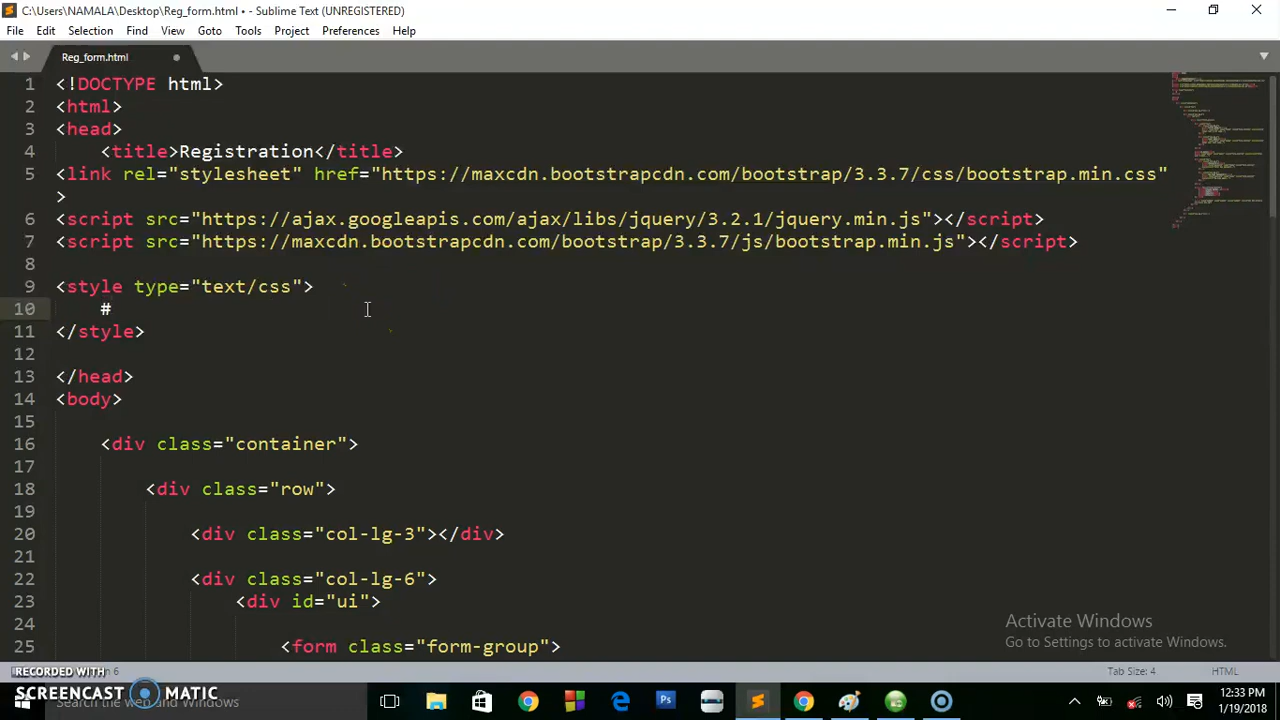 C:\Users\NAMALA\Desktop\Reg_form.html • - Sublime Text (UNREGISTERED)
File Edit Selection Find View Goto Tools Project Preferences Help
Reg_form.html
1 <!DOCTYPE html>
2 <html>
3 <head>
4 <title>Registration</title>
5 <link rel="stylesheet" href="https://maxcdn.bootstrapcdn.com/bootstrap/3.3.7/css/bootstrap.min.css"
>
6 <script src="https://ajax.googleapis.com/ajax/libs/jquery/3.2.1/jquery.min.js"></script>
7 <script src="https://maxcdn.bootstrapcdn.com/bootstrap/3.3.7/js/bootstrap.min.js"></script>
8
9 <style type="text/css">
10 #
11 </style>
12
13 </head>
14 <body>
15
16 <div class="container">
17
18 <div class="row">
19
20 <div class="col-lg-3"></div>
21
22 <div class="col-lg-6">
23 <div id="ui">
24
25 <form class="form-group">
Activate Windows
Go to Settings to activate Windows.
RECORDED WITH
6
Tab Size: 4 HTML
SCREENCAST MATIC
Search the web and Windows
12:33 PM
1/19/2018